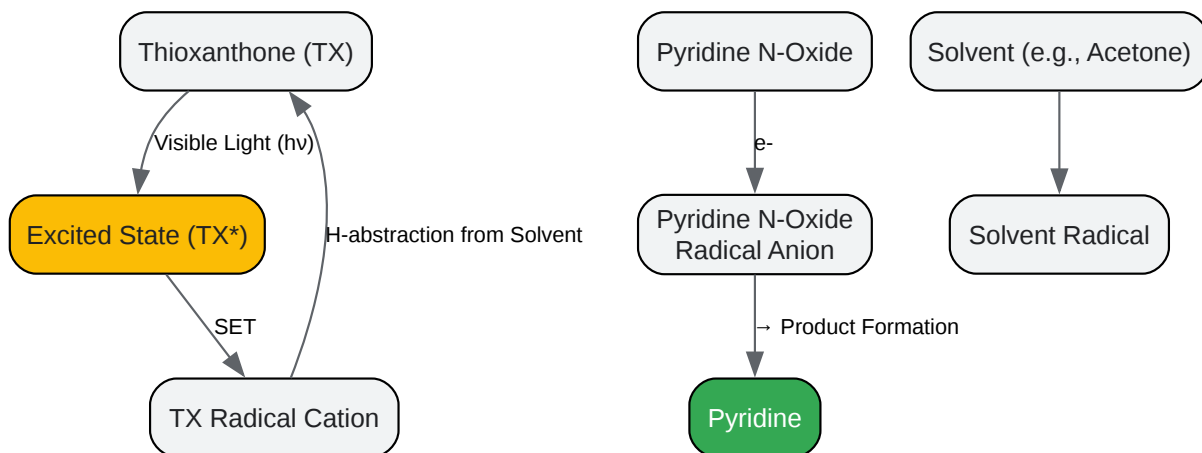 Thioxanthone (TX)
Pyridine N-Oxide
Solvent (e.g., Acetone)
Visible Light (hν)
e-
Excited State (TX*)
H-abstraction from Solvent
Pyridine N-Oxide
Radical Anion
Solvent Radical
SET
→ Product Formation
TX Radical Cation
Pyridine